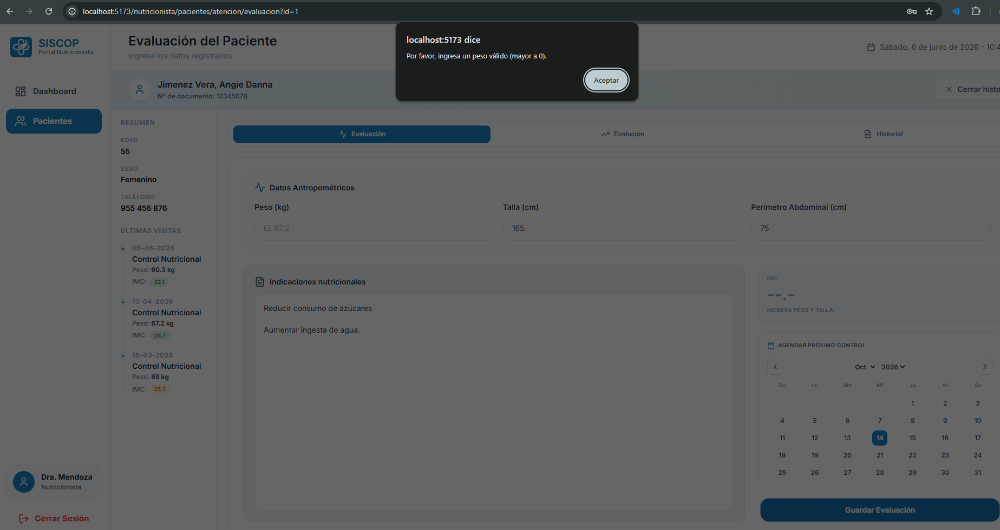 localhost:5173/nutricionista/pacientes/atencion/evaluacion?id=1
localhost:5173 dice
Por favor, ingresa un peso válido (mayor a 0).
Aceptar
SISCOP
Portal Nutricionista
Dashboard
Pacientes
Dra. Mendoza
Nutricionista
Cerrar Sesión
Evaluación del Paciente
Ingresa los datos registrados
Sábado, 6 de junio de 2026 - 10:4
Jimenez Vera, Angie Danna
Nº de documento: 12345678
Cerrar histo
RESUMEN
EDAD
55
SEXO
Femenino
TELÉFONO
955 456 876
ÚLTIMAS VISITAS
06-06-2026
Control Nutricional
Peso: 60.3 kg
IMC: 22.1
13-04-2026
Control Nutricional
Peso: 67.2 kg
IMC: 24.7
16-03-2026
Control Nutricional
Peso: 69 kg
IMC: 25.3
Evaluación Evolución Historial
Datos Antropométricos
Peso (kg) Talla (cm) Perímetro Abdominal (cm)
Ej. 67.2 165 75
Indicaciones nutricionales
Reducir consumo de azúcares
Aumentar ingesta de agua.
IMC
--.-
INGRESA PESO Y TALLA
AGENDAR PRÓXIMO CONTROL
Oct 2026
Do Lu Ma Mi Ju Vi Sa
1 2 3
4 5 6 7 8 9 10
11 12 13 14 15 16 17
18 19 20 21 22 23 24
25 26 27 28 29 30 31
Guardar Evaluación